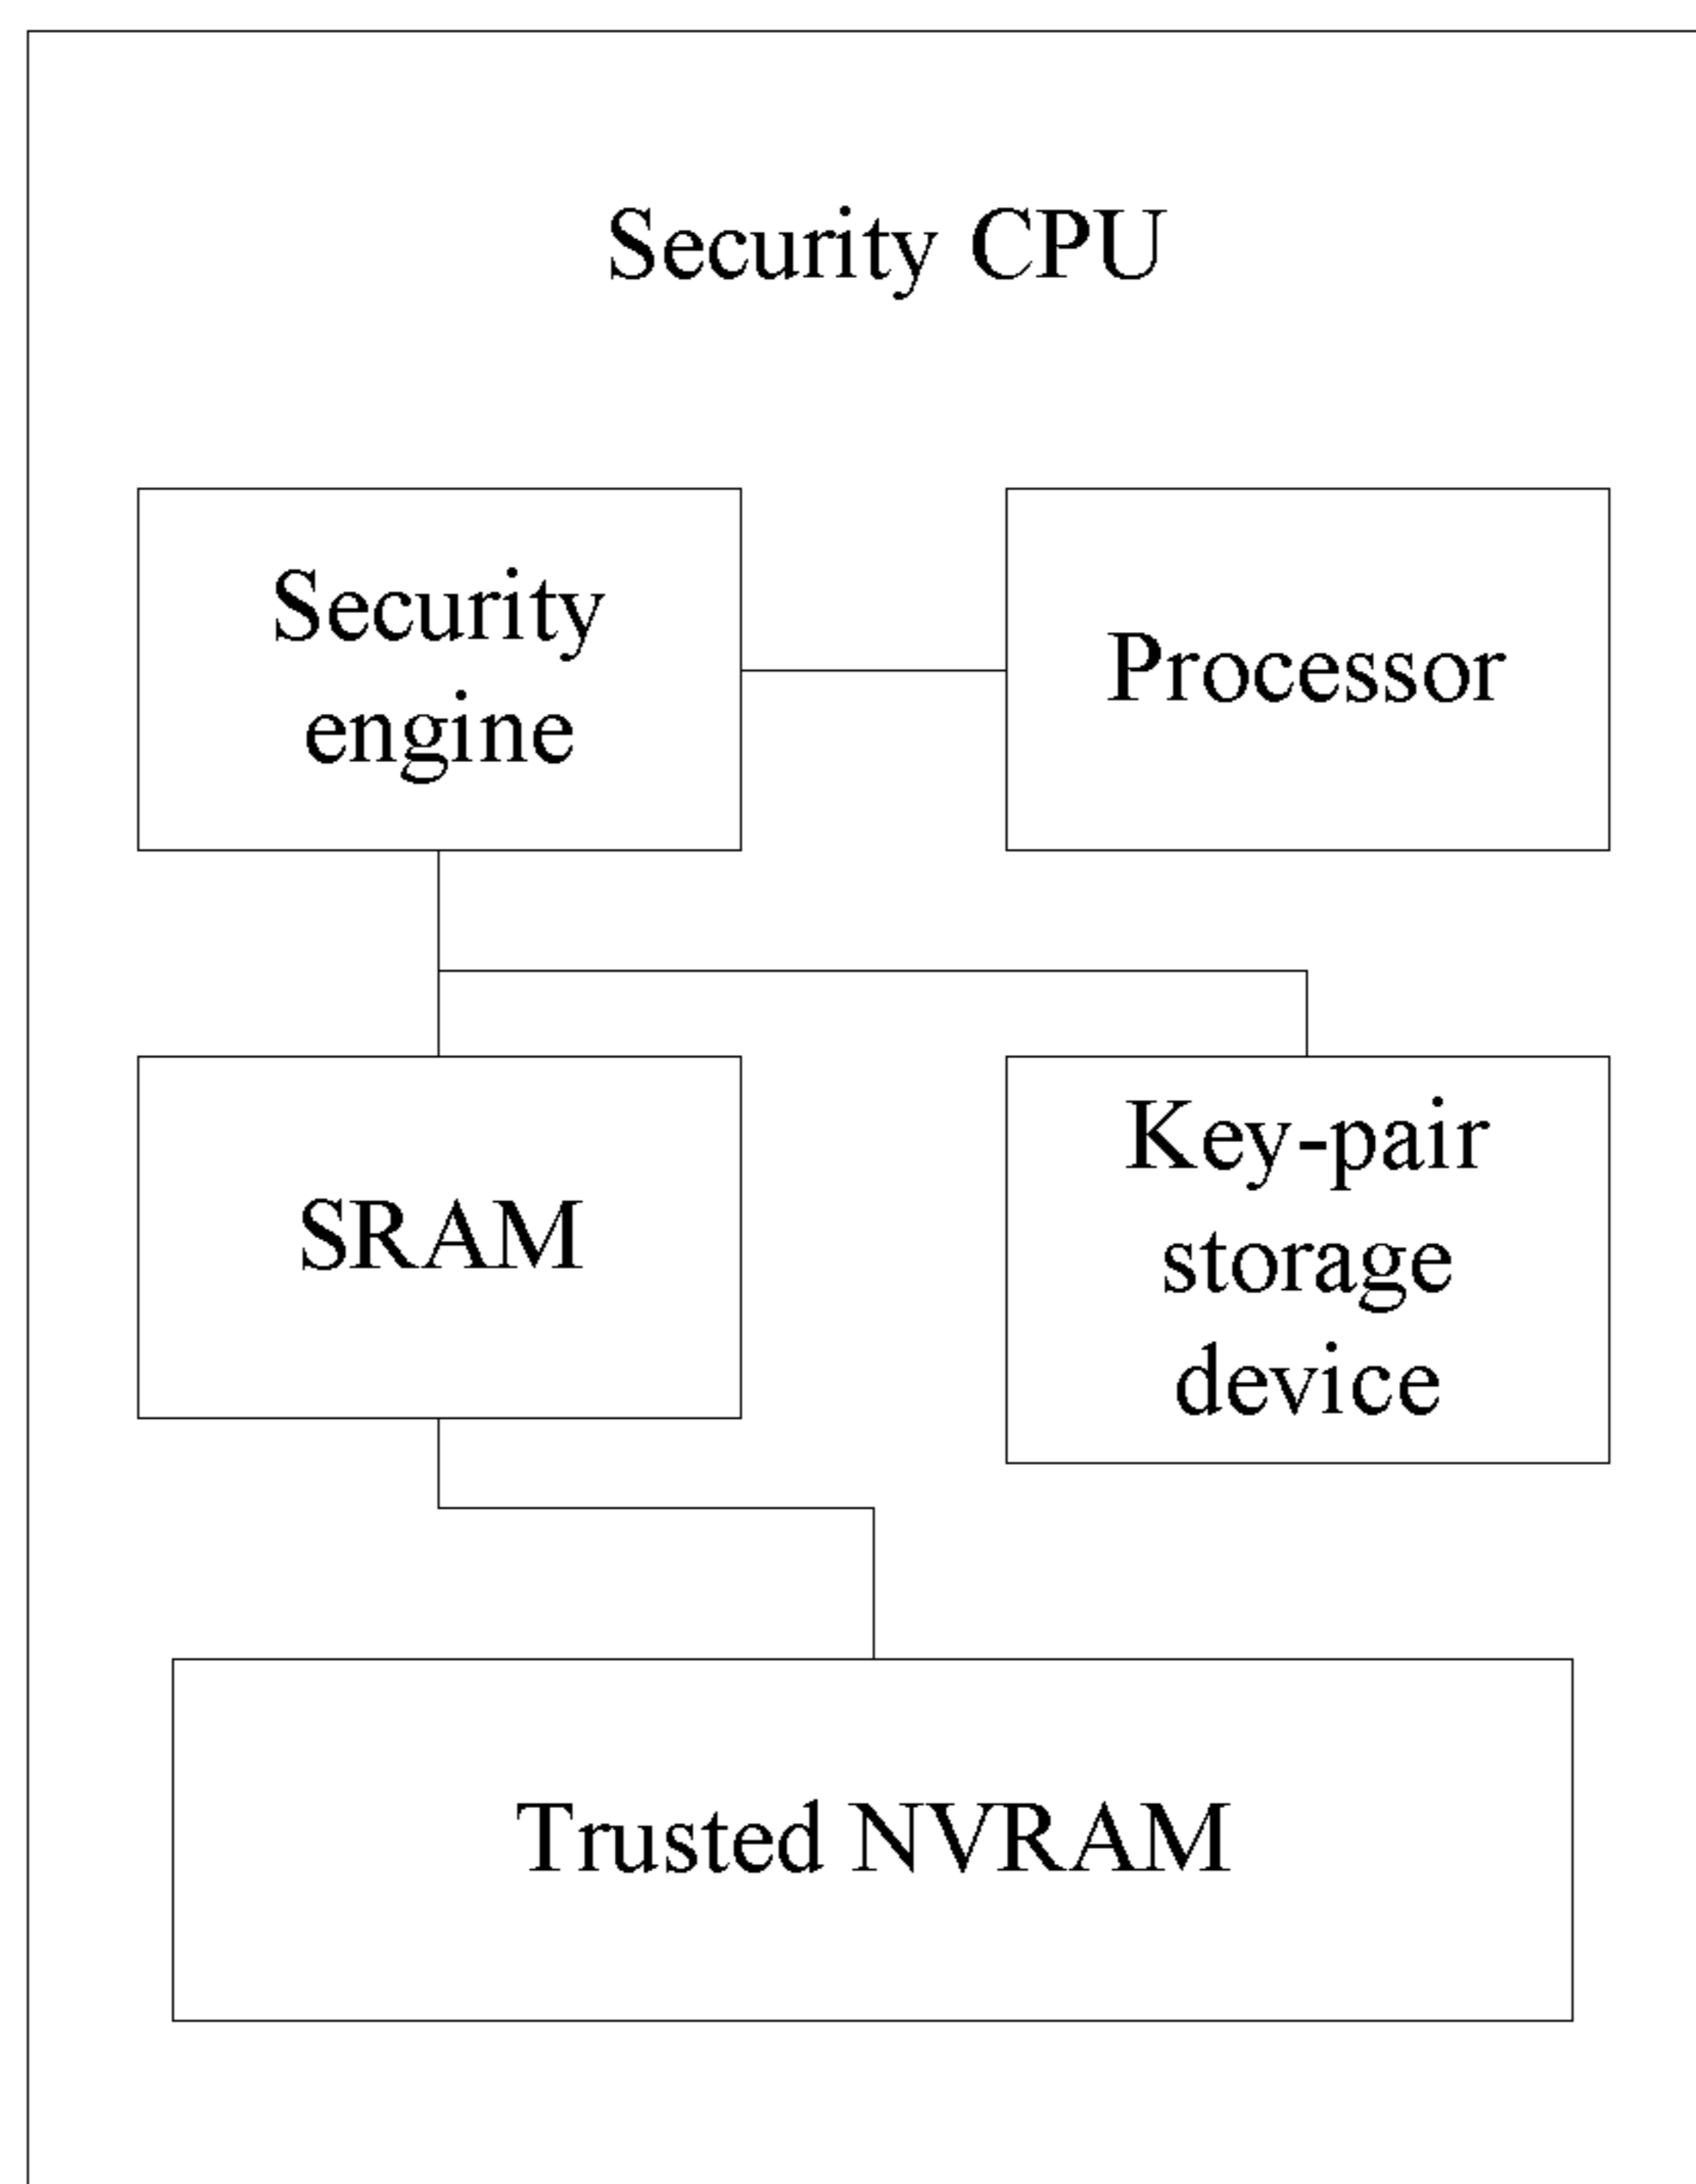 Security CPU
Security
engine
Processor
SRAM
Key-pair
storage
device
Trusted NVRAM